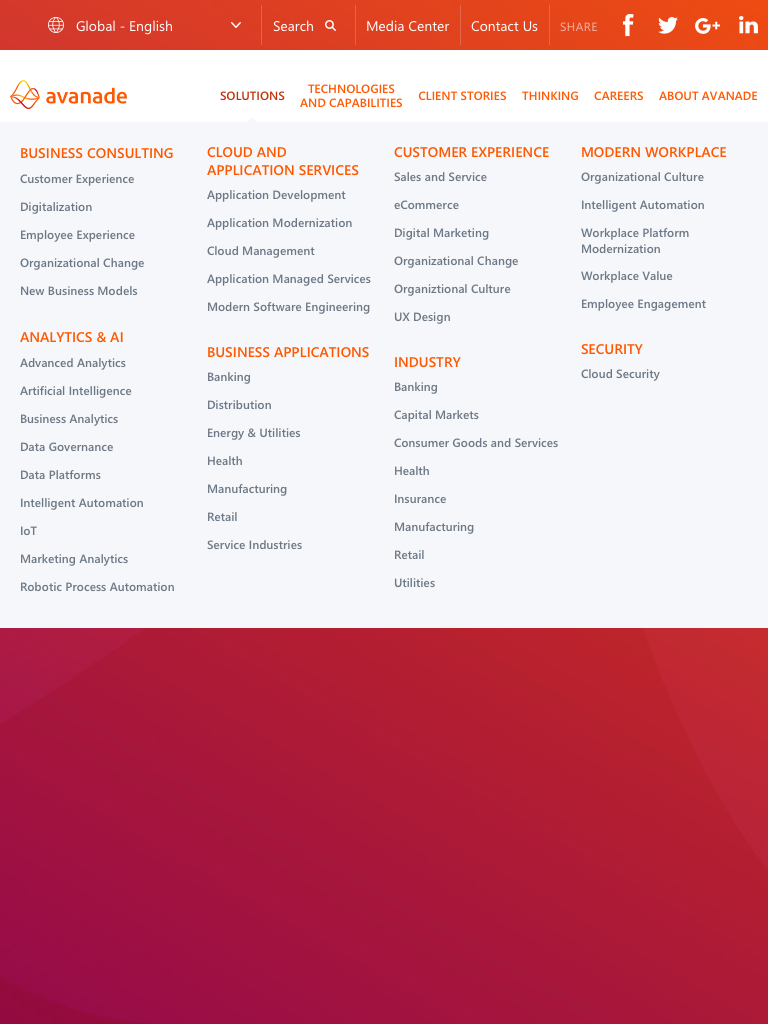 Global - English
Search
Media Center
Contact Us
SHARE
f
G+
in
avanade
SOLUTIONS
TECHNOLOGIES
AND CAPABILITIES
CLIENT STORIES
THINKING
CAREERS
ABOUT AVANADE
BUSINESS CONSULTING
Customer Experience
Digitalization
Employee Experience
Organizational Change
New Business Models
ANALYTICS & AI
Advanced Analytics
Artificial Intelligence
Business Analytics
Data Governance
Data Platforms
Intelligent Automation
IoT
Marketing Analytics
Robotic Process Automation
CLOUD AND
APPLICATION SERVICES
Application Development
Application Modernization
Cloud Management
Application Managed Services
Modern Software Engineering
BUSINESS APPLICATIONS
Banking
Distribution
Energy & Utilities
Health
Manufacturing
Retail
Service Industries
CUSTOMER EXPERIENCE
Sales and Service
eCommerce
Digital Marketing
Organizational Change
Organiztional Culture
UX Design
INDUSTRY
Banking
Capital Markets
Consumer Goods and Services
Health
Insurance
Manufacturing
Retail
Utilities
MODERN WORKPLACE
Organizational Culture
Intelligent Automation
Workplace Platform
Modernization
Workplace Value
Employee Engagement
SECURITY
Cloud Security